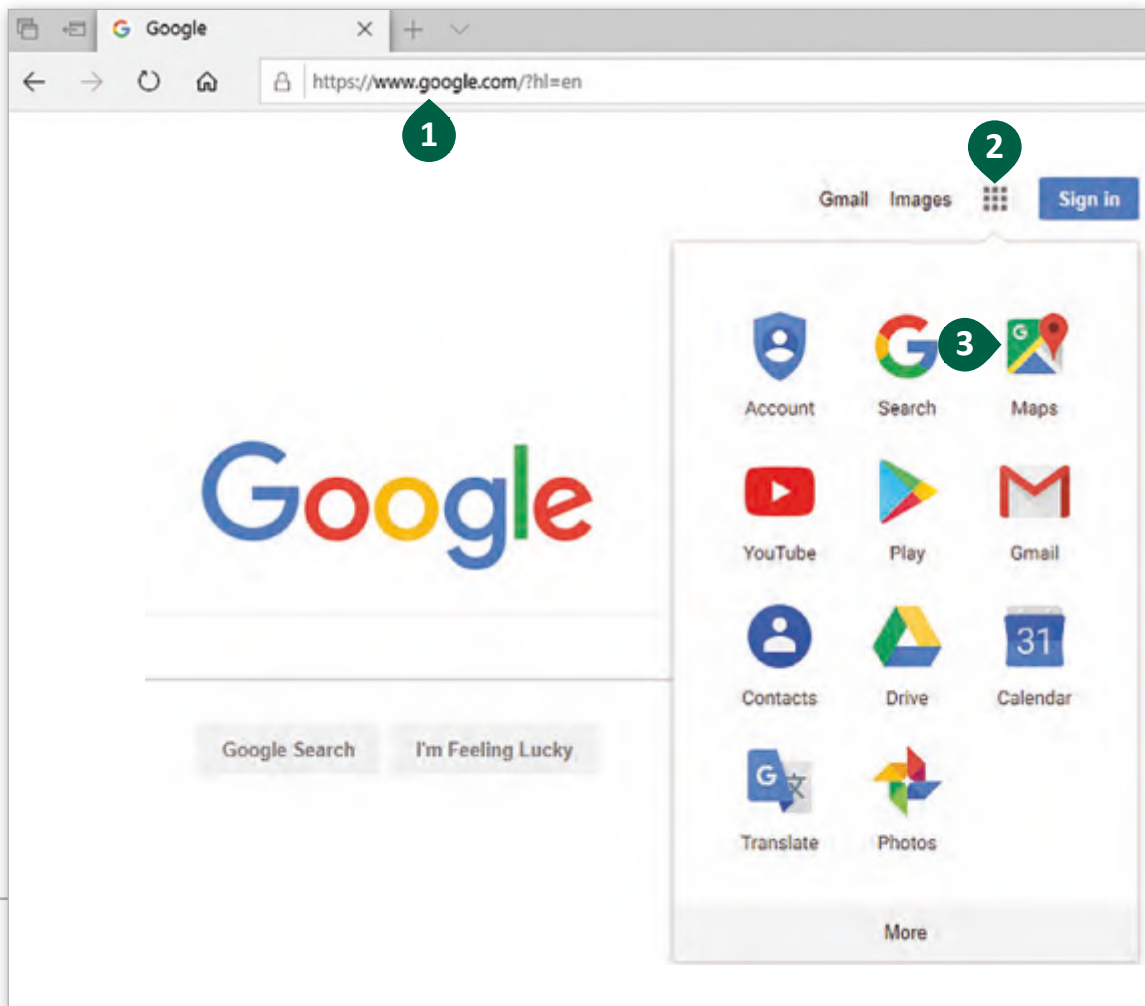 Google
https://www.google.com/?hl=en
1
2
Gmail Images Sign in
3
Account Search Maps
G
YouTube Play Gmail
31
Contacts Drive Calendar
Google
Google Search I'm Feeling Lucky
G 文
Translate Photos
More